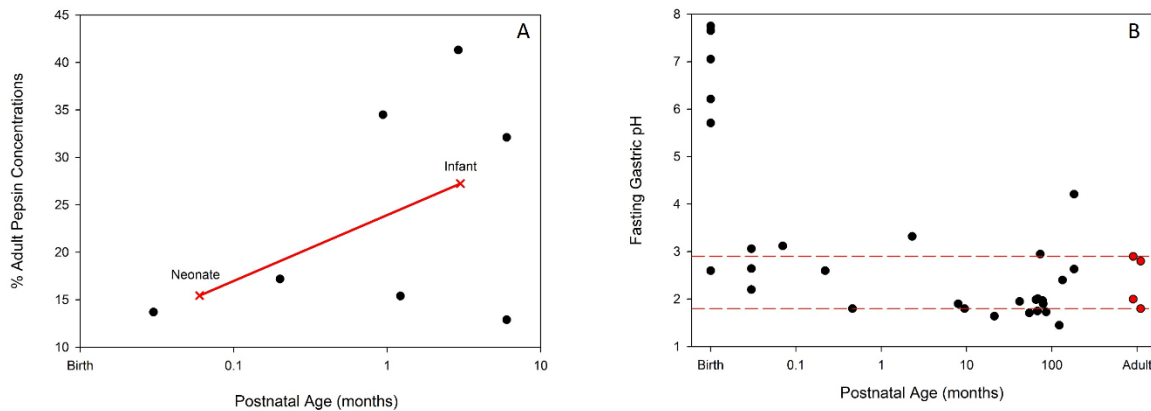 A
45
40
35
30
25
20
15
10
% Adult Pepsin Concentrations
Infant
Neonate
Birth 0.1 1 10
Postnatal Age (months)
B
8
7
6
5
4
3
2
1
Fasting Gastric pH
Birth 0.1 1 10 100 Adult
Postnatal Age (months)